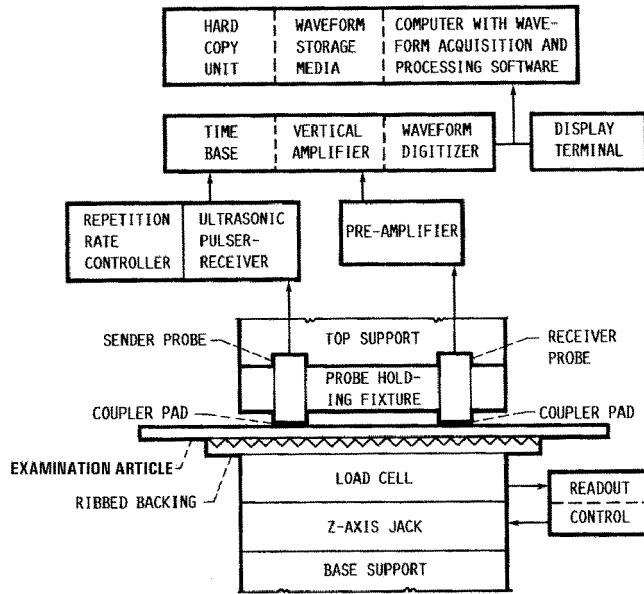 HARD
COPY
UNIT
WAVEFORM
STORAGE
MEDIA
COMPUTER WITH WAVE-
FORM ACQUISITION AND
PROCESSING SOFTWARE
TIME
BASE
VERTICAL
AMPLIFIER
WAVEFORM
DIGITIZER
DISPLAY
TERMINAL
REPETITION
RATE
CONTROLLER
ULTRASONIC
PULSER-
RECEIVER
PRE-AMPLIFIER
SENDER PROBE
TOP SUPPORT
RECEIVER
PROBE
PROBE HOLD-
ING FIXTURE
COUPLER PAD
COUPLER PAD
EXAMINATION ARTICLE
RIBBED BACKING
LOAD CELL
READOUT
CONTROL
Z-AXIS JACK
BASE SUPPORT